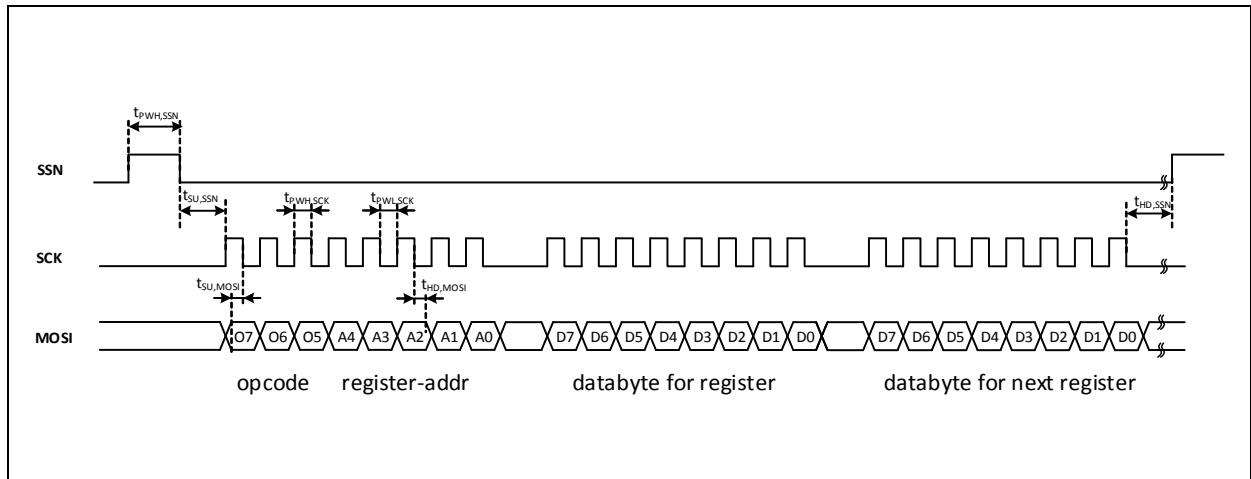 tPWH,SSN
SSN
tSU,SSN
tPWH,SCK
tPWL,SCK
tHD,SSN
SCK
tSU,MOSI
tHD,MOSI
MOSI
O7 O6 O5 A4 A3 A2 A1 A0 D7 D6 D5 D4 D3 D2 D1 D0 D7 D6 D5 D4 D3 D2 D1 D0
opcode register-addr databyte for register databyte for next register